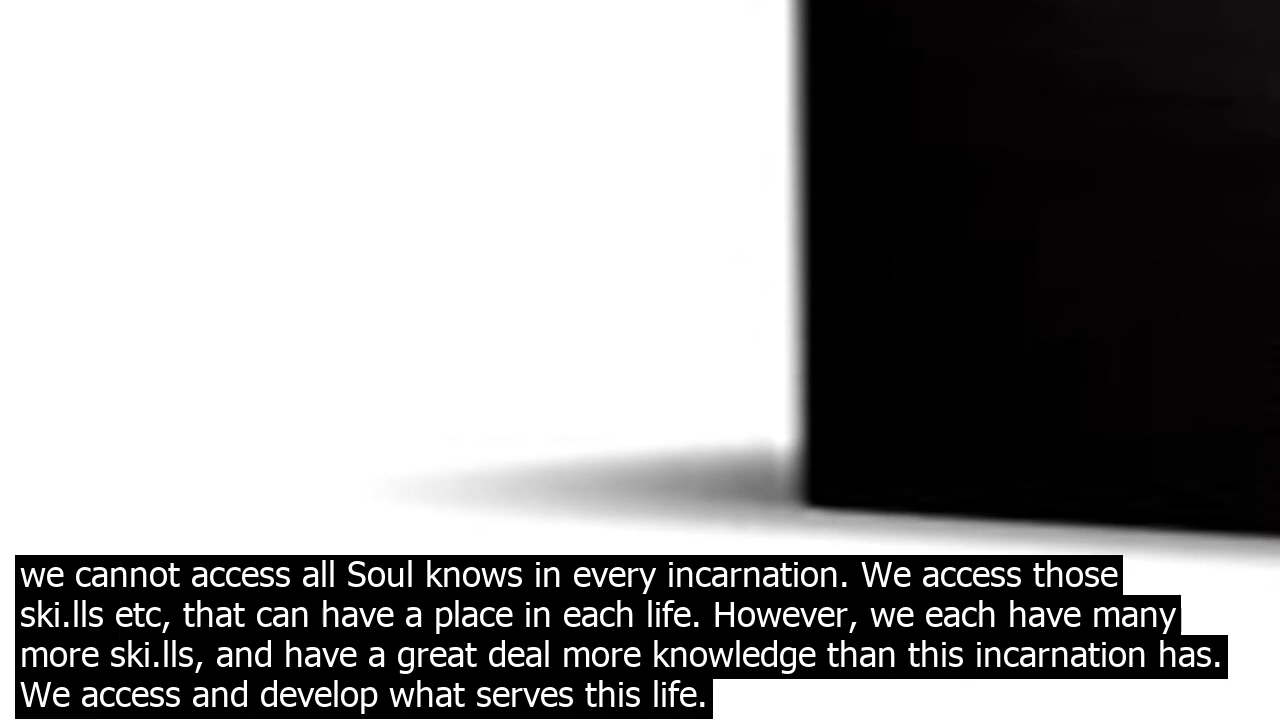 we cannot access all Soul knows in every incarnation. We access those
ski.lls etc, that can have a place in each life. However, we each have many
more ski.lls, and have a great deal more knowledge than this incarnation has.
We access and develop what serves this life.